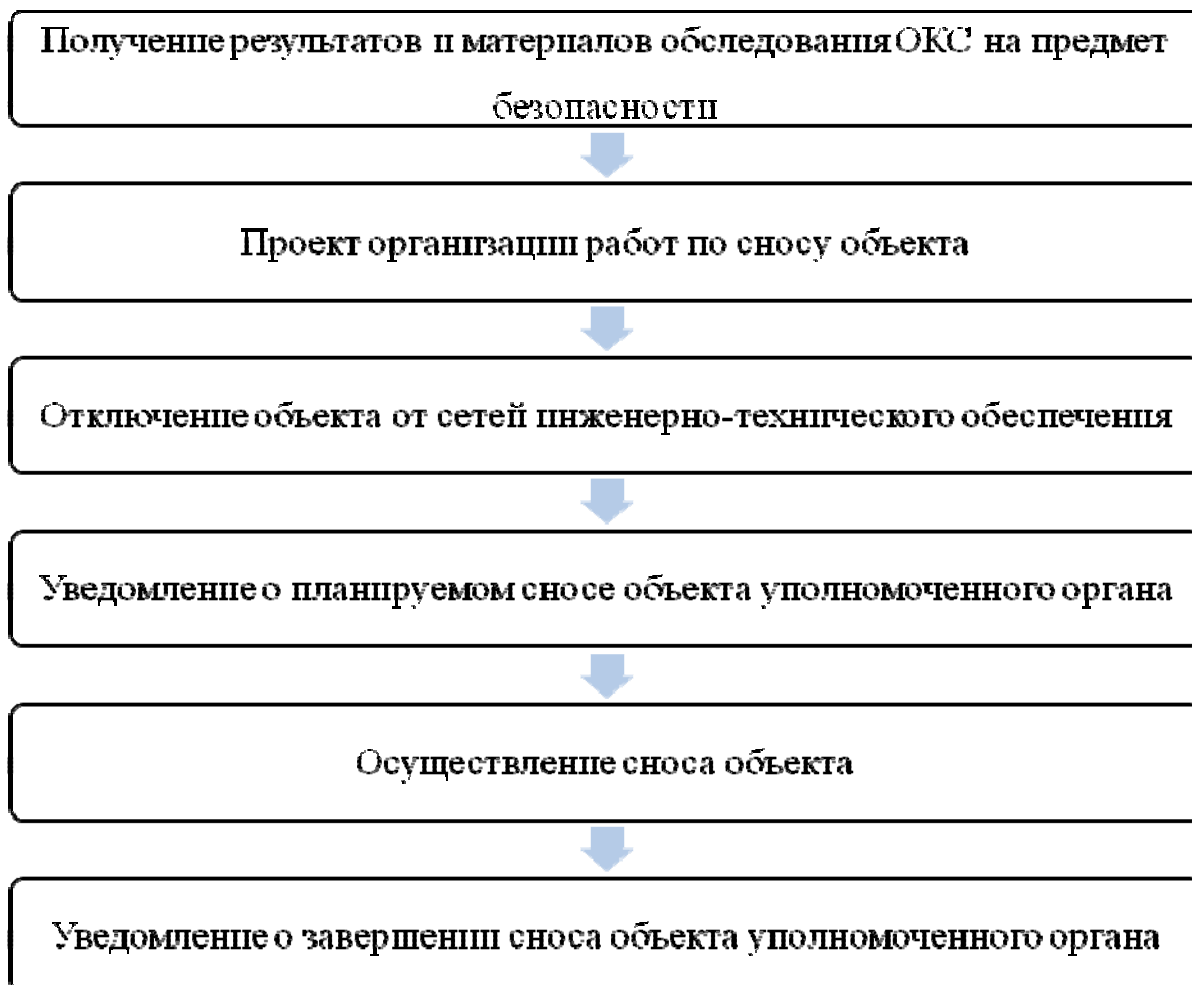 Получение результатов и материалов обследования ОКС на предмет
безопасности
Проект организации работ по сносу объекта
Отключение объекта от сетей инженерно-технического обеспечения
Уведомление о планируемом сносе объекта уполномоченного органа
Осуществление сноса объекта
Уведомление о завершении сноса объекта уполномоченного органа